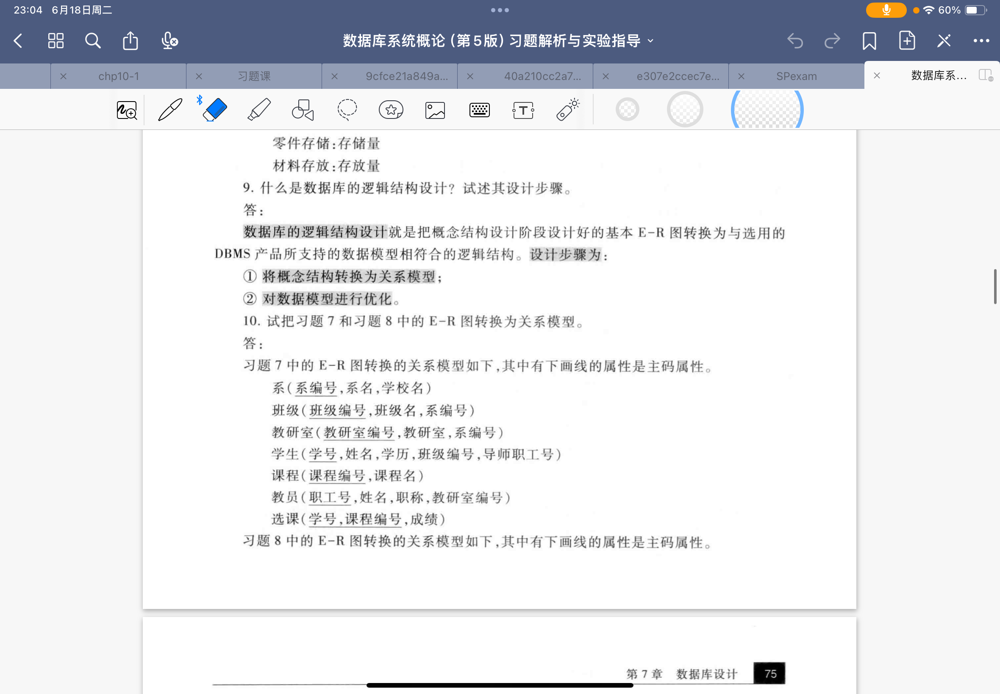 23:04 6月18日周二
60%
数据库系统概论（第5版）习题解析与实验指导
chp10-1
习题课
9cfce21a849a...
40a210cc2a7...
e307e2ccec7e...
SPexam
数据库系...
零件存储:存储量
材料存放:存放量
9. 什么是数据库的逻辑结构设计？试述其设计步骤。
答：
数据库的逻辑结构设计就是把概念结构设计阶段设计好的基本 E-R 图转换为与选用的
DBMS 产品所支持的数据模型相符合的逻辑结构。设计步骤为：
① 将概念结构转换为关系模型；
② 对数据模型进行优化。
10. 试把习题 7 和习题 8 中的 E-R 图转换为关系模型。
答：
习题 7 中的 E-R 图转换的关系模型如下,其中有下画线的属性是主码属性。
系(系编号,系名,学校名)
班级(班级编号,班级名,系编号)
教研室(教研室编号,教研室,系编号)
学生(学号,姓名,学历,班级编号,导师职工号)
课程(课程编号,课程名)
教员(职工号,姓名,职称,教研室编号)
选课(学号,课程编号,成绩)
习题 8 中的 E-R 图转换的关系模型如下,其中有下画线的属性是主码属性。
第 7 章 数据库设计 75